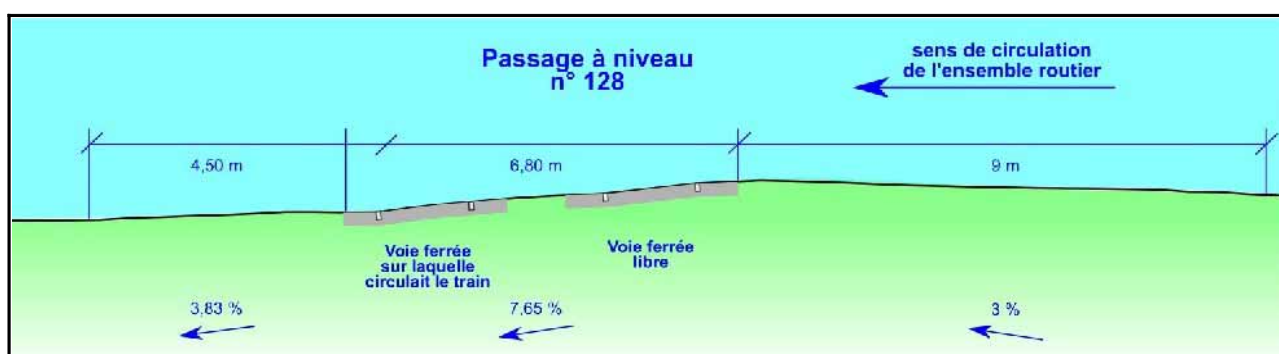 Passage à niveau
n° 128
sens de circulation
de l'ensemble routier
4,50 m
6,80 m
9 m
Voie ferrée
sur laquelle
circulait le train
Voie ferrée
libre
3,83 %
7,65 %
3 %